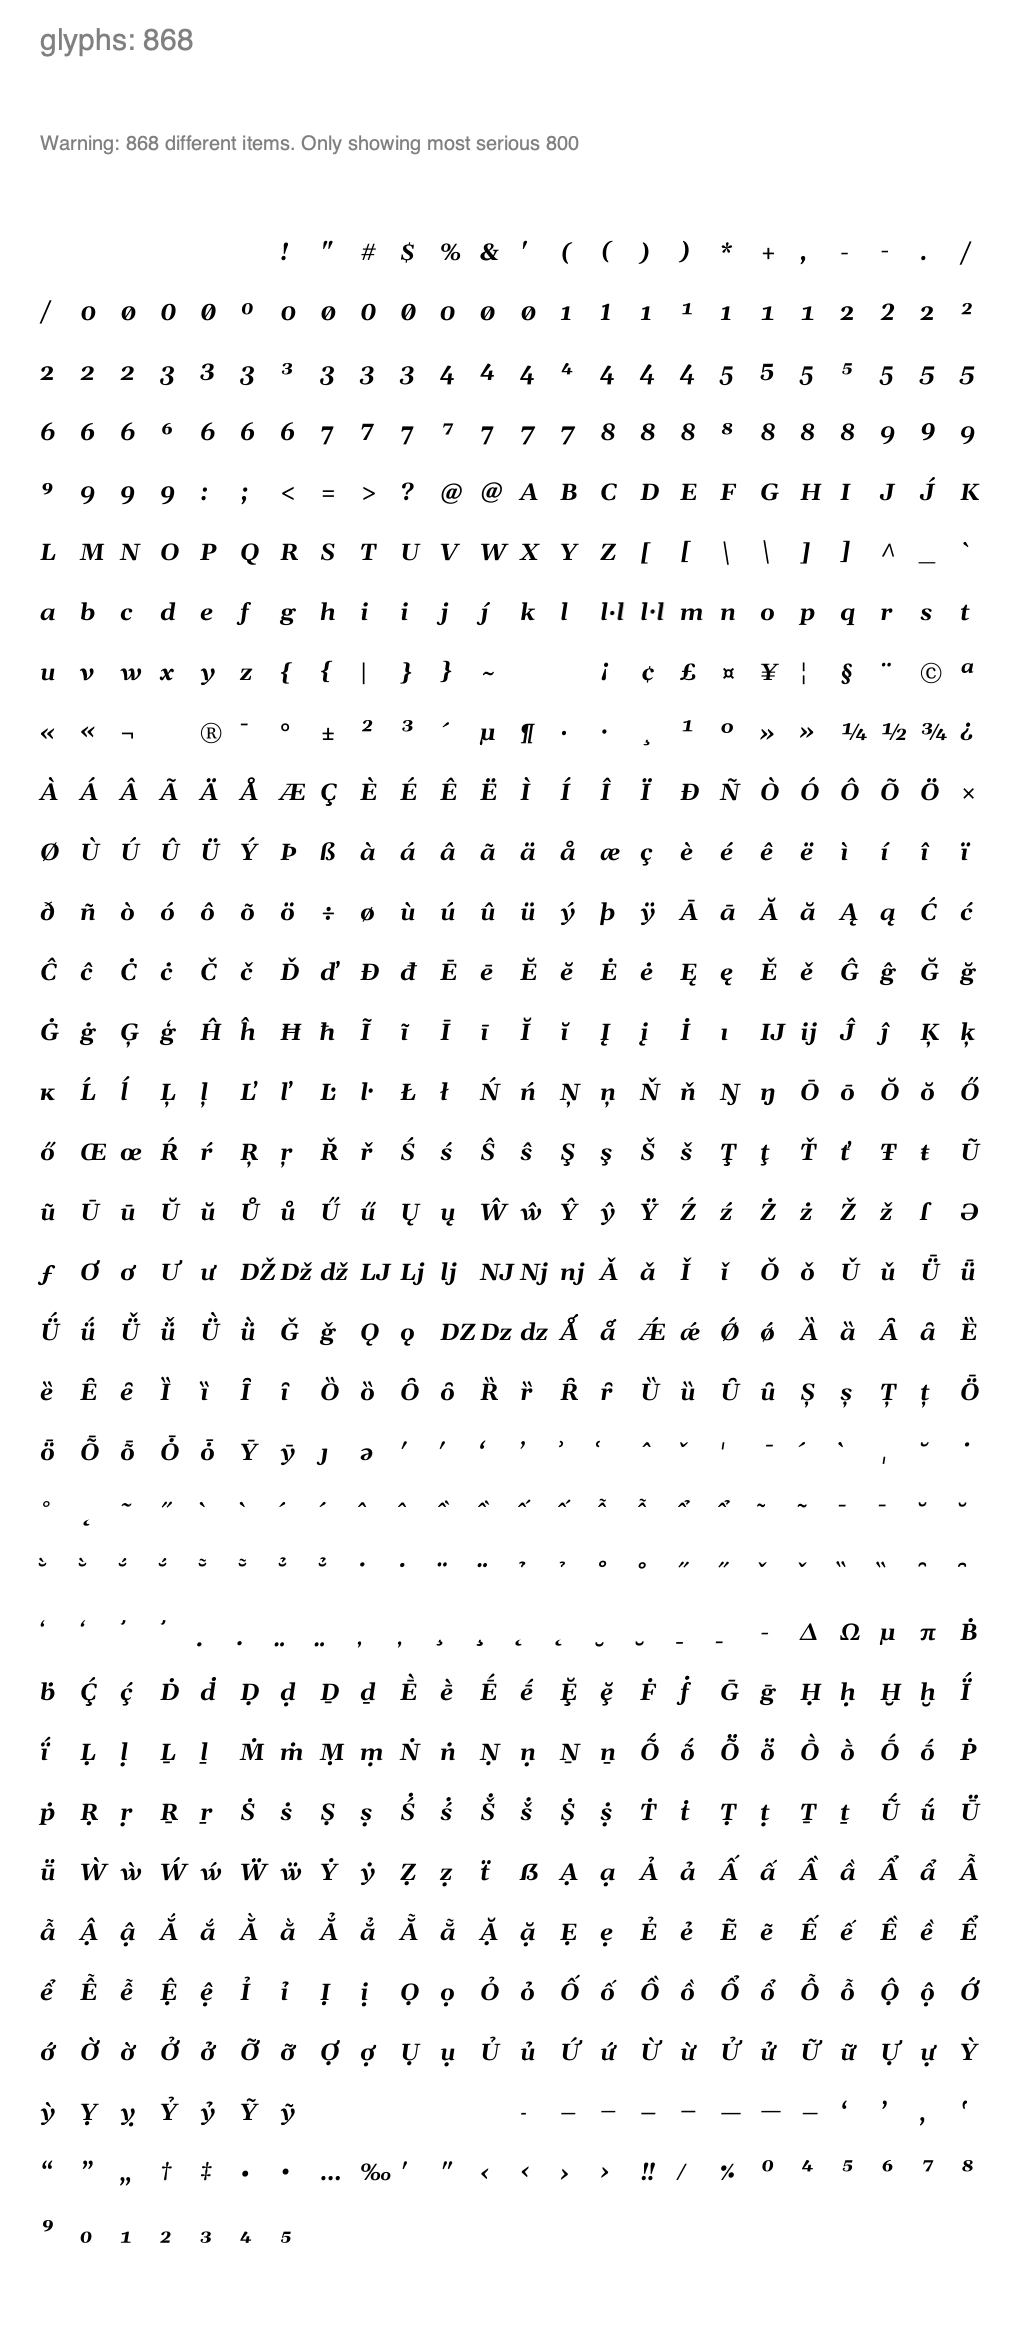 glyphs: 868
Warning: 868 different items. Only showing most serious 800
! " # $ % & ' ( ( ) ) * + , - - . /
/ 0 0 0 0 ⁰ 0 0 0 0 0 0 0 1 1 1 ¹ 1 1 1 2 2 2 ²
2 2 2 3 3 3 ³ 3 3 3 4 4 4 ⁴ 4 4 4 5 5 5 ⁵ 5 5 5
6 6 6 ⁶ 6 6 6 7 7 7 ⁷ 7 7 7 8 8 8 ⁸ 8 8 8 9 9 9
⁹ 9 9 9 : ; < = > ? @ @ A B C D E F G H I J J́ K
L M N O P Q R S T U V W X Y Z [ [ \ \ ] ] ^ _ `
a b c d e f g h i i j j́ k l l·l l·l m n o p q r s t
u v w x y z { { | } } ~ ¡ ¢ £ ¤ ¥ ¦ § ¨ © ª
« « ¬ ® ¯ ° ± ² ³ ´ µ ¶ · · ¸ ¹ º » » ¼ ½ ¾ ¿
À Á Â Ã Ä Å Æ Ç È É Ê Ë Ì Í Î Ï Ð Ñ Ò Ó Ô Õ Ö ×
Ø Ù Ú Û Ü Ý Þ ß à á â ã ä å æ ç è é ê ë ì í î ï
ð ñ ò ó ô õ ö ÷ ø ù ú û ü ý þ ÿ Ā ā Ă ă Ą ą Ć ć
Ĉ ĉ Ċ ċ Č č Ď ď Đ đ Ē ē Ĕ ĕ Ė ė Ę ę Ě ě Ĝ ĝ Ğ ğ
Ġ ġ Ģ ģ Ĥ ĥ Ħ ħ Ĩ ĩ Ī ī Ĭ ĭ Į į İ ı Ĳ ĳ Ĵ ĵ Ķ ķ
ĸ Ĺ ĺ Ļ ļ Ľ ľ Ŀ ŀ Ł ł Ń ń Ņ ņ Ň ň Ŋ ŋ Ō ō Ŏ ŏ Ő
ő Œ œ Ŕ ŕ Ŗ ŗ Ř ř Ś ś Ŝ ŝ Ş ş Š š Ţ ţ Ť ť Ŧ ŧ Ũ
ũ Ū ū Ŭ ŭ Ů ů Ű ű Ų ų Ŵ ŵ Ŷ ŷ Ÿ Ź ź Ż ż Ž ž ſ Ə
ƒ Ơ ơ Ư ư Ǆ ǅ ǆ Ǉ ǈ ǉ Ǌ ǋ ǌ Ǎ ǎ Ǐ ǐ Ǒ ǒ Ǔ ǔ Ǖ ǖ
Ǘ ǘ Ǚ ǚ Ǜ ǜ Ǧ ǧ Ǫ ǫ Ǳ ǲ ǳ Ǻ ǻ Ǽ ǽ Ǿ ǿ Ȁ ȁ Ȃ ȃ Ȅ
ȅ Ȇ ȇ Ȉ ȉ Ȋ ȋ Ȍ ȍ Ȏ ȏ Ȑ ȑ Ȓ ȓ Ȕ ȕ Ȗ ȗ Ș ș Ț ț Ȫ
ȫ Ȭ ȭ Ȱ ȱ Ȳ ȳ ȷ ə ʹ ʹ ʻ ʼ ʾ ʿ ˆ ˇ ˈ ˉ ˊ ˋ ˌ ˘ ˙
˚ ˛ ˜ ˝ ˋ ˋ ˊ ˊ ˆ ˆ ˜ ˜ ˉ ˉ ˘ ˘
˙ ˙ ¨ ¨ ˚ ˚ ˝ ˝ ˇ ˇ
Δ Ω μ π Ḃ
ḃ Ḉ ḉ Ḋ ḋ Ḍ ḍ Ḏ ḏ Ḕ ḕ Ḗ ḗ Ḝ ḝ Ḟ ḟ Ḡ ḡ Ḥ ḥ Ḫ ḫ Ḯ
ḯ Ḷ ḷ Ḻ ḻ Ṁ ṁ Ṃ ṃ Ṅ ṅ Ṇ ṇ Ṉ ṉ Ṍ ṍ Ṏ ṏ Ṑ ṑ Ṓ ṓ Ṗ
ṗ Ṛ ṛ Ṟ ṟ Ṡ ṡ Ṣ ṣ Ṥ ṥ Ṧ ṧ Ṩ ṩ Ṫ ṫ Ṭ ṭ Ṯ ṯ Ṹ ṹ Ṻ
ṻ Ẁ ẁ Ẃ ẃ Ẅ ẅ Ẏ ẏ Ẓ ẓ ẗ ẞ Ạ ạ Ả ả Ấ ấ Ầ ầ Ẩ ẩ Ẫ
ẫ Ậ ậ Ắ ắ Ằ ằ Ẳ ẳ Ẵ ẵ Ặ ặ Ẹ ẹ Ẻ ẻ Ẽ ẽ Ế ế Ề ề Ể
ể Ễ ễ Ệ ệ Ỉ ỉ Ị ị Ọ ọ Ỏ ỏ Ố ố Ồ ồ Ổ ổ Ỗ ỗ Ộ ộ Ớ
ớ Ờ ờ Ở ở Ỡ ỡ Ợ ợ Ụ ụ Ủ ủ Ứ ứ Ừ ừ Ử ử Ữ ữ Ự ự Ỳ
ỳ Ỵ ỵ Ỷ ỷ Ỹ ỹ ‐ – – – – — — ― ‘ ’ ‚ ‛
“ ” „ † ‡ • • … ‰ ′ ″ ‹ ‹ › › ‼ ⁄ ⁒ ⁰ ⁴ ⁵ ⁶ ⁷ ⁸
⁹ ₀ ₁ ₂ ₃ ₄ ₅